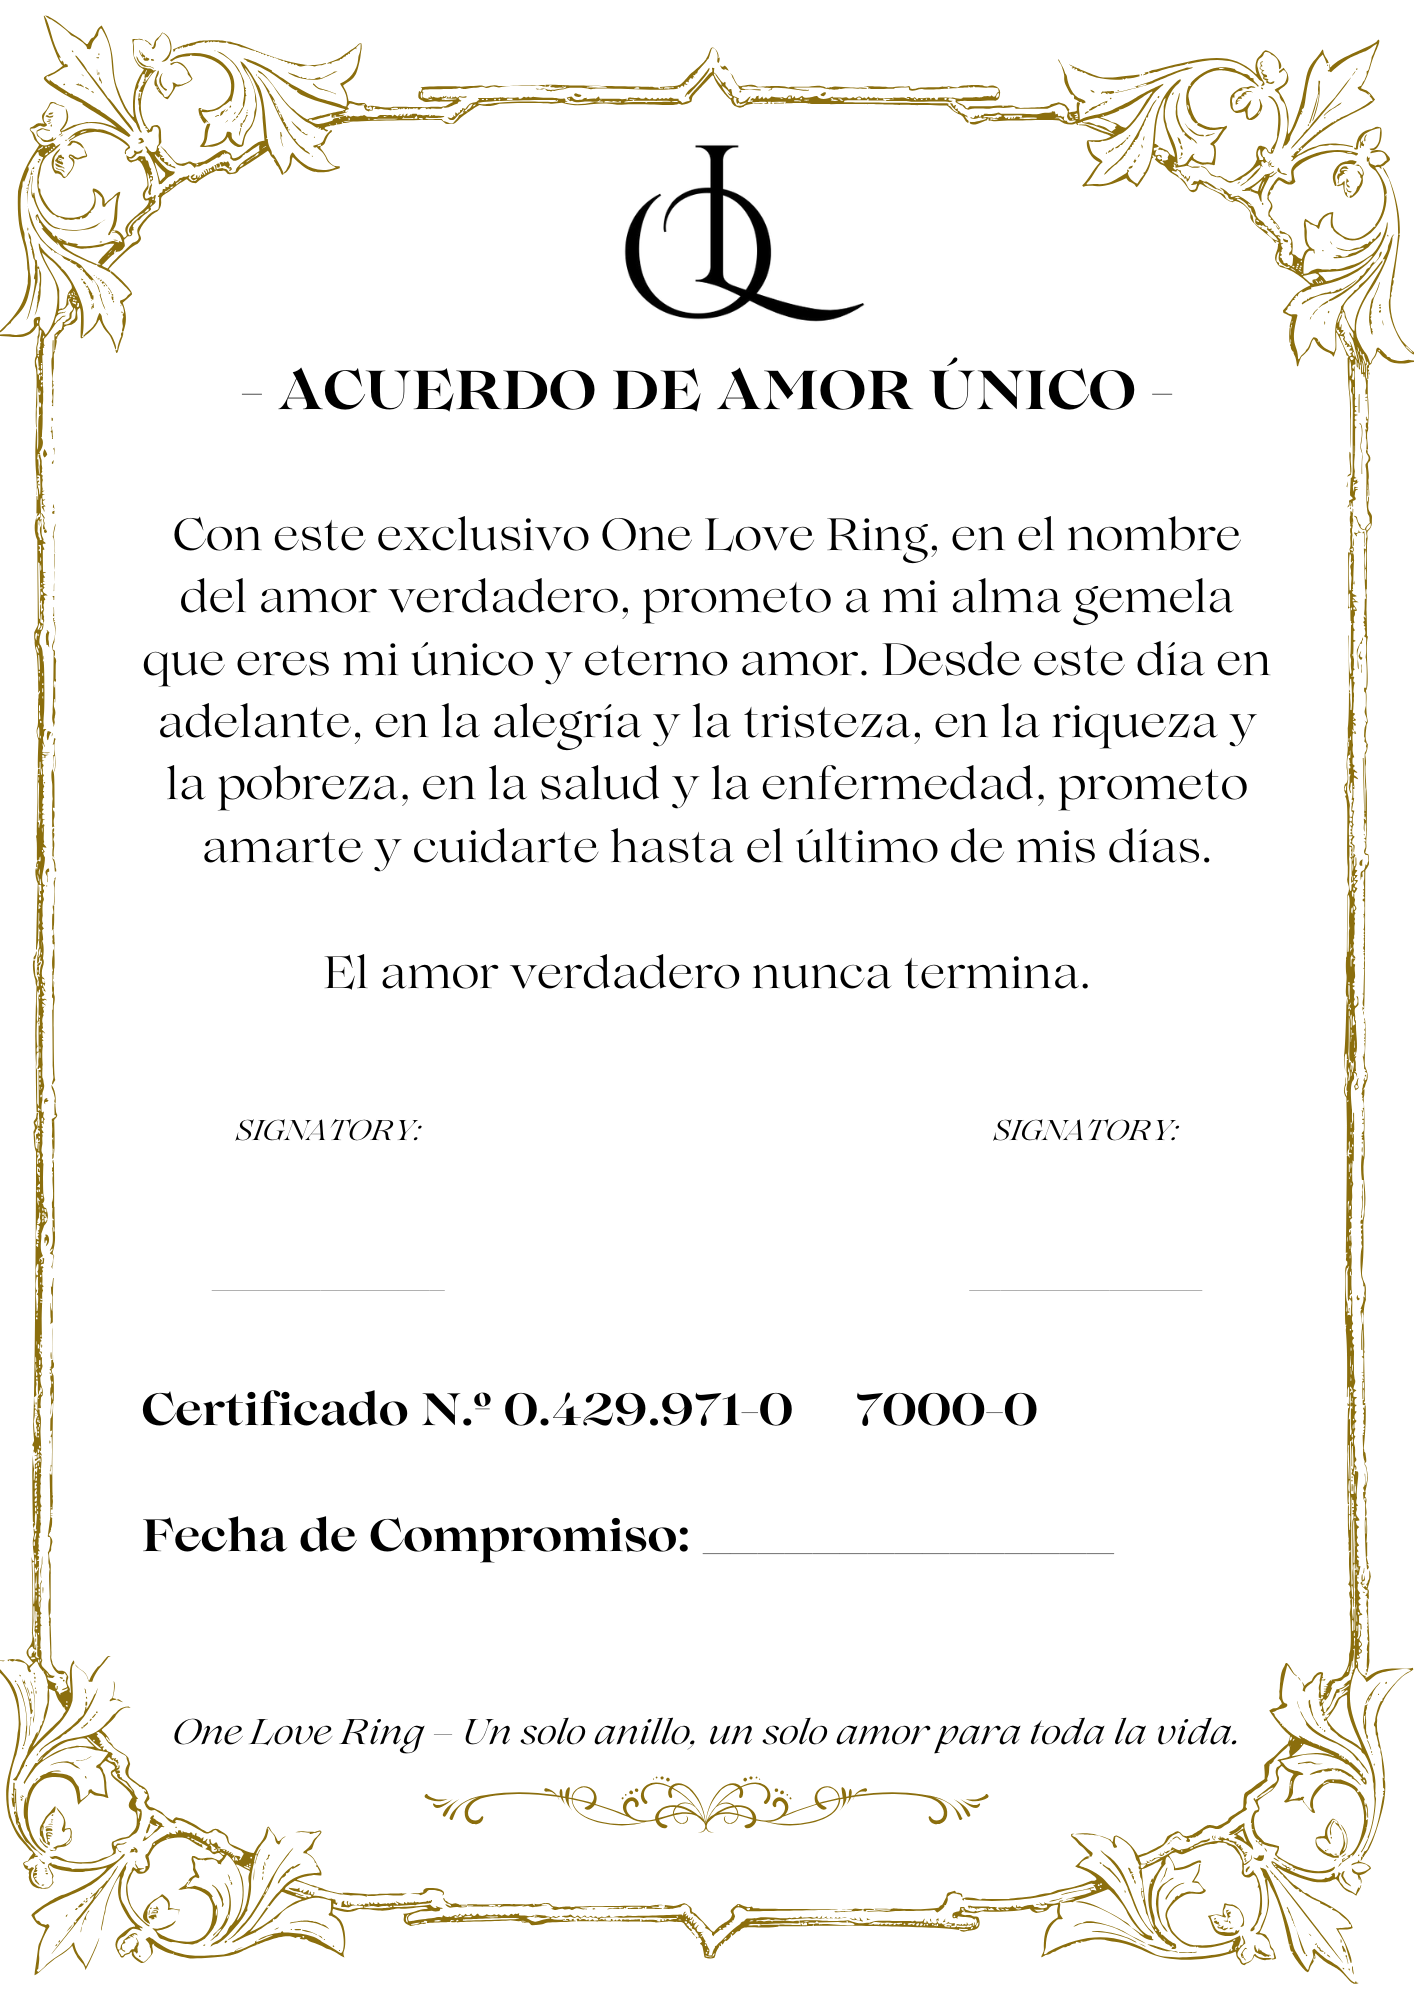 – ACUERDO DE AMOR ÚNICO –
Con este exclusivo One Love Ring, en el nombre
del amor verdadero, prometo a mi alma gemela
que eres mi único y eterno amor. Desde este día en
adelante, en la alegría y la tristeza, en la riqueza y
la pobreza, en la salud y la enfermedad, prometo
amarte y cuidarte hasta el último de mis días.
El amor verdadero nunca termina.
SIGNATORY: SIGNATORY:
Certificado N.º 0.429.971-0 7000-0
Fecha de Compromiso: ____________________
One Love Ring – Un solo anillo, un solo amor para toda la vida.